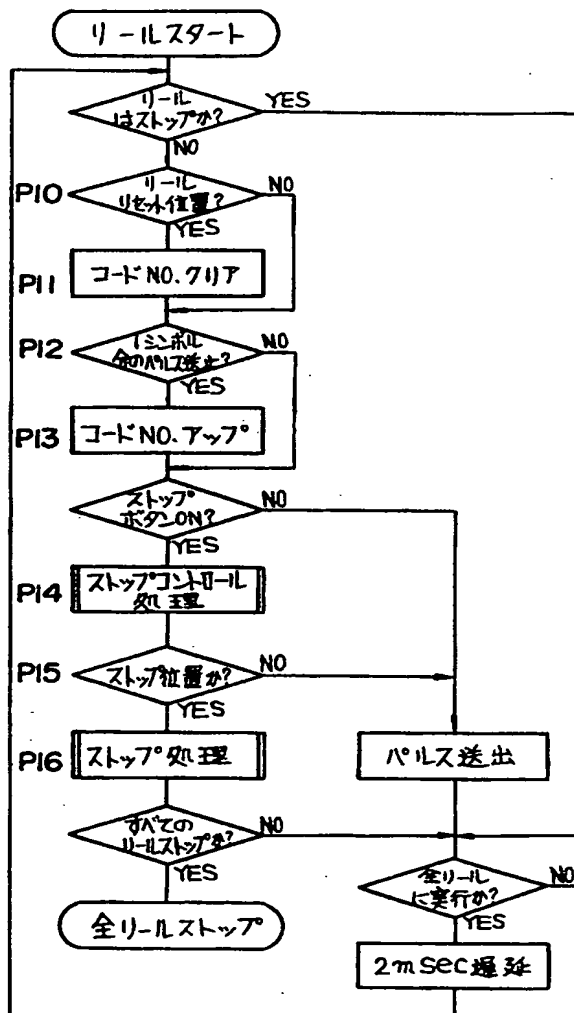 リールスタート
リール
はストップか?
YES
NO
P10
リール
リセット位置?
NO
YES
P11
コードNO.クリア
P12
1シンボル
分のパルス送出?
NO
YES
P13
コードNO.アップ
ストップ
ボタンON?
NO
YES
P14
ストップコントロール
処理
P15
ストップ位置か?
NO
YES
P16
ストップ処理
パルス送出
すべての
リールストップか?
NO
YES
全リールストップ
全リール
に実行か?
NO
YES
2msec遅延